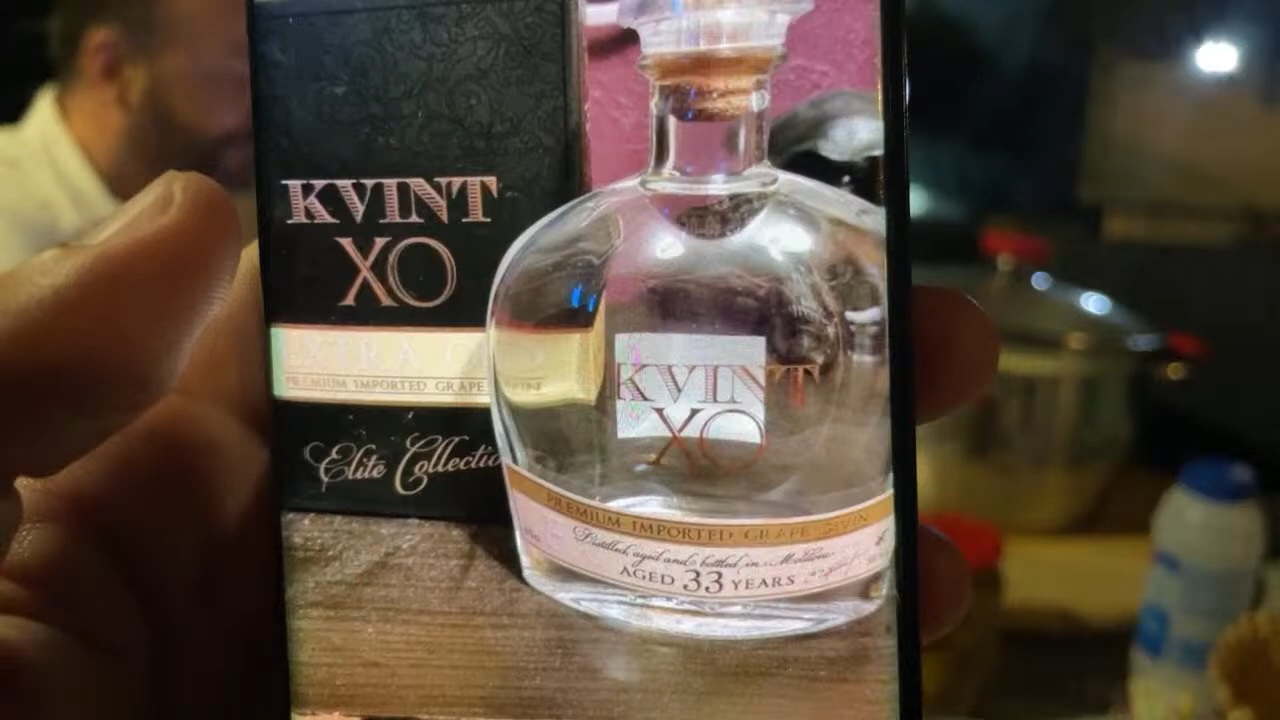 KVINT
XO
PREMIUM IMPORTED GRAPE
Elite Collectio
KVINT
XO
PREMIUM IMPORTED GRAPE DIVIN
Distilled, aged and bottled in Moldova
AGED 33 YEARS